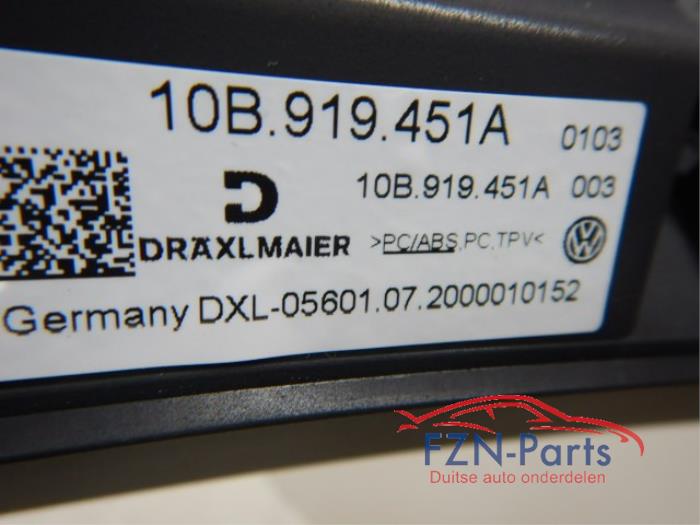 10B.919.451A 0103
10B.919.451A 003
DRÄXLMAIER >PC/ABS,PC,TPV<
Germany DXL-05601.07.2000010152
FZN-Parts
Duitse auto onderdelen